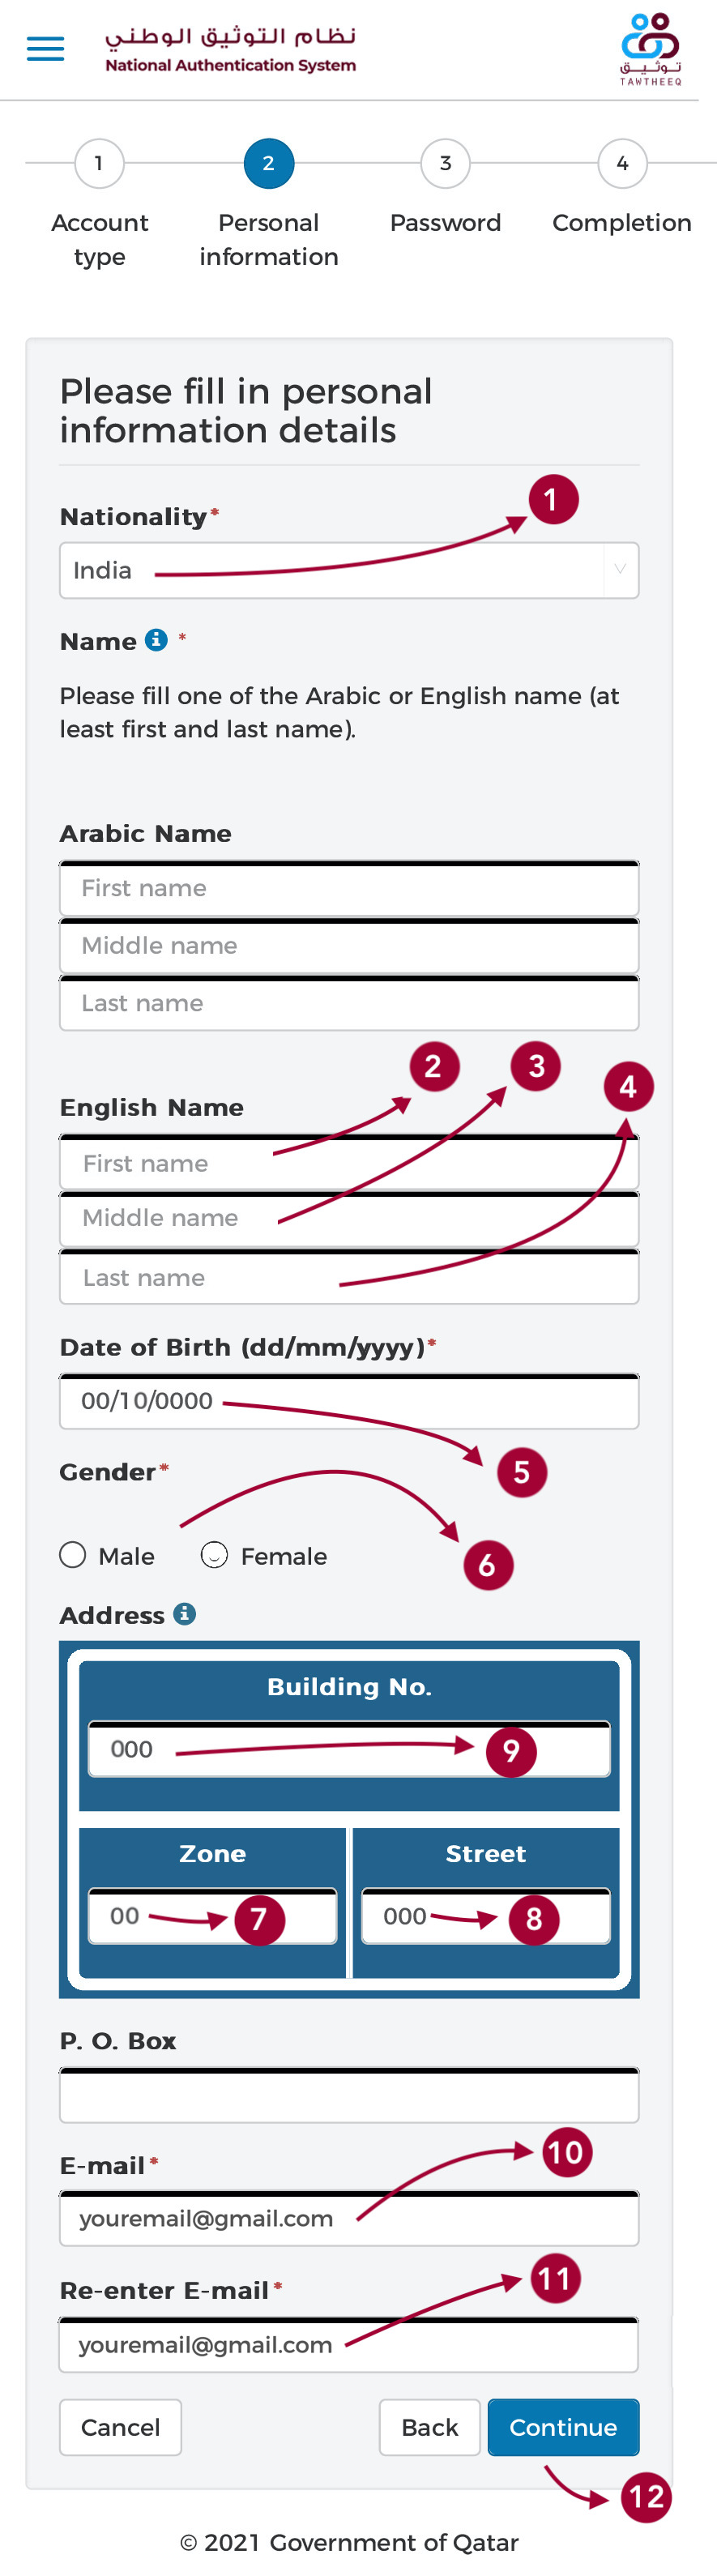 نظام التوثيق الوطني
National Authentication System
توثيق
TAWTHEEQ
1 2 3 4
Account type
Personal information
Password
Completion
Please fill in personal
information details
1
Nationality*
India
Name i *
Please fill one of the Arabic or English name (at
least first and last name).
Arabic Name
First name
Middle name
Last name
2 3 4
English Name
First name
Middle name
Last name
Date of Birth (dd/mm/yyyy)*
00/10/0000
5
Gender*
Male Female
6
Address i
Building No.
000 9
Zone Street
00 7 000 8
P. O. Box
10
E-mail*
youremail@gmail.com
11
Re-enter E-mail*
youremail@gmail.com
Cancel Back Continue
12
© 2021 Government of Qatar